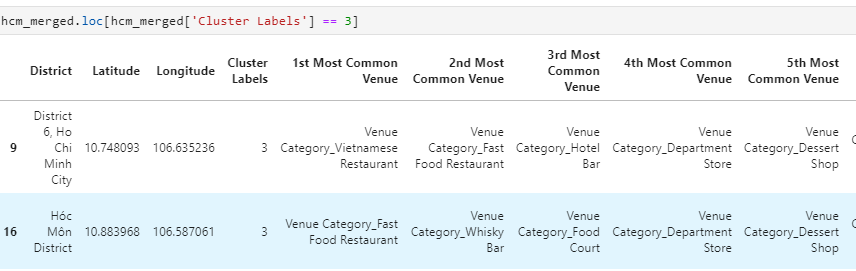 hcm_merged.loc[hcm_merged['Cluster Labels'] == 3]
District
Latitude
Longitude
Cluster
Labels
1st Most Common
Venue
2nd Most
Common Venue
3rd Most
Common
Venue
4th Most Common
Venue
5th Most
Common Venue
9
District
6, Ho
Chi
Minh
City
10.748093
106.635236
3
Venue
Category_Vietnamese
Restaurant
Venue
Category_Fast
Food Restaurant
Venue
Category_Hotel
Bar
Venue
Category_Department
Store
Venue
Category_Dessert
Shop
16
Hóc
Môn
District
10.883968
106.587061
3
Venue Category_Fast
Food Restaurant
Venue
Category_Whisky
Bar
Venue
Category_Food
Court
Venue
Category_Department
Store
Venue
Category_Dessert
Shop